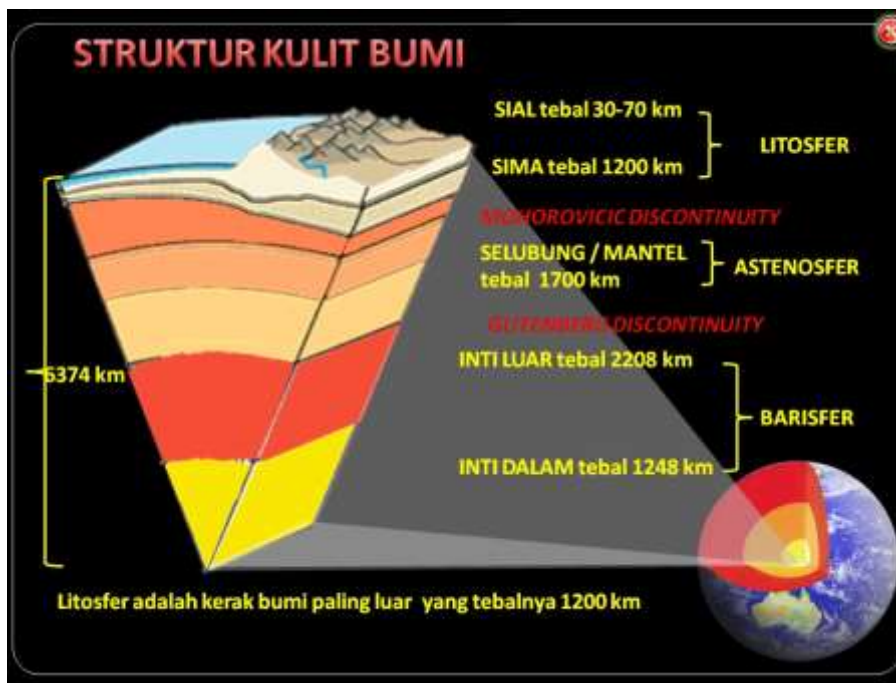 STRUKTUR KULIT BUMI
SIAL tebal 30-70 km
LITOSFER
SIMA tebal 1200 km
MOHOROVICIC DISCONTINUITY
SELUBUNG / MANTEL
tebal 1700 km
ASTENOSFER
GUTENBERG DISCONTINUITY
6374 km
INTI LUAR tebal 2208 km
BARISFER
INTI DALAM tebal 1248 km
Litosfer adalah kerak bumi paling luar yang tebalnya 1200 km